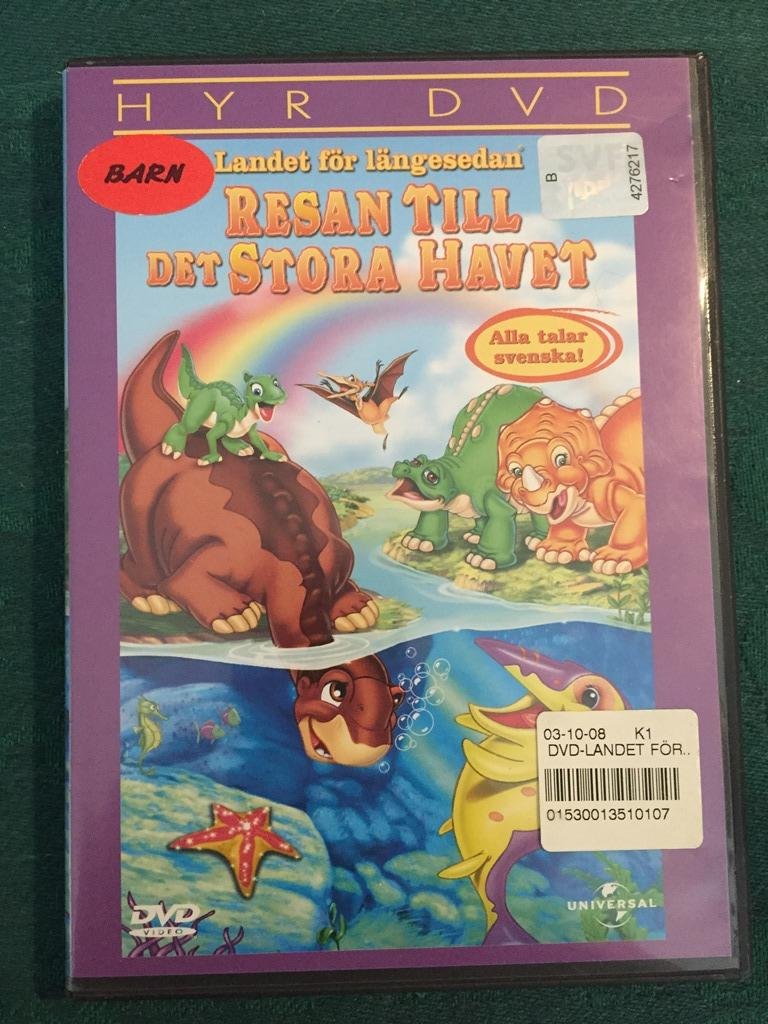 HYR DVD
BARN
Landet för längesedan
RESAN TILL
DET STORA HAVET
B
4276217
Alla talar
svenska!
03-10-08 K1
DVD-LANDET FÖR..
01530013510107
DVD
VIDEO
UNIVERSAL